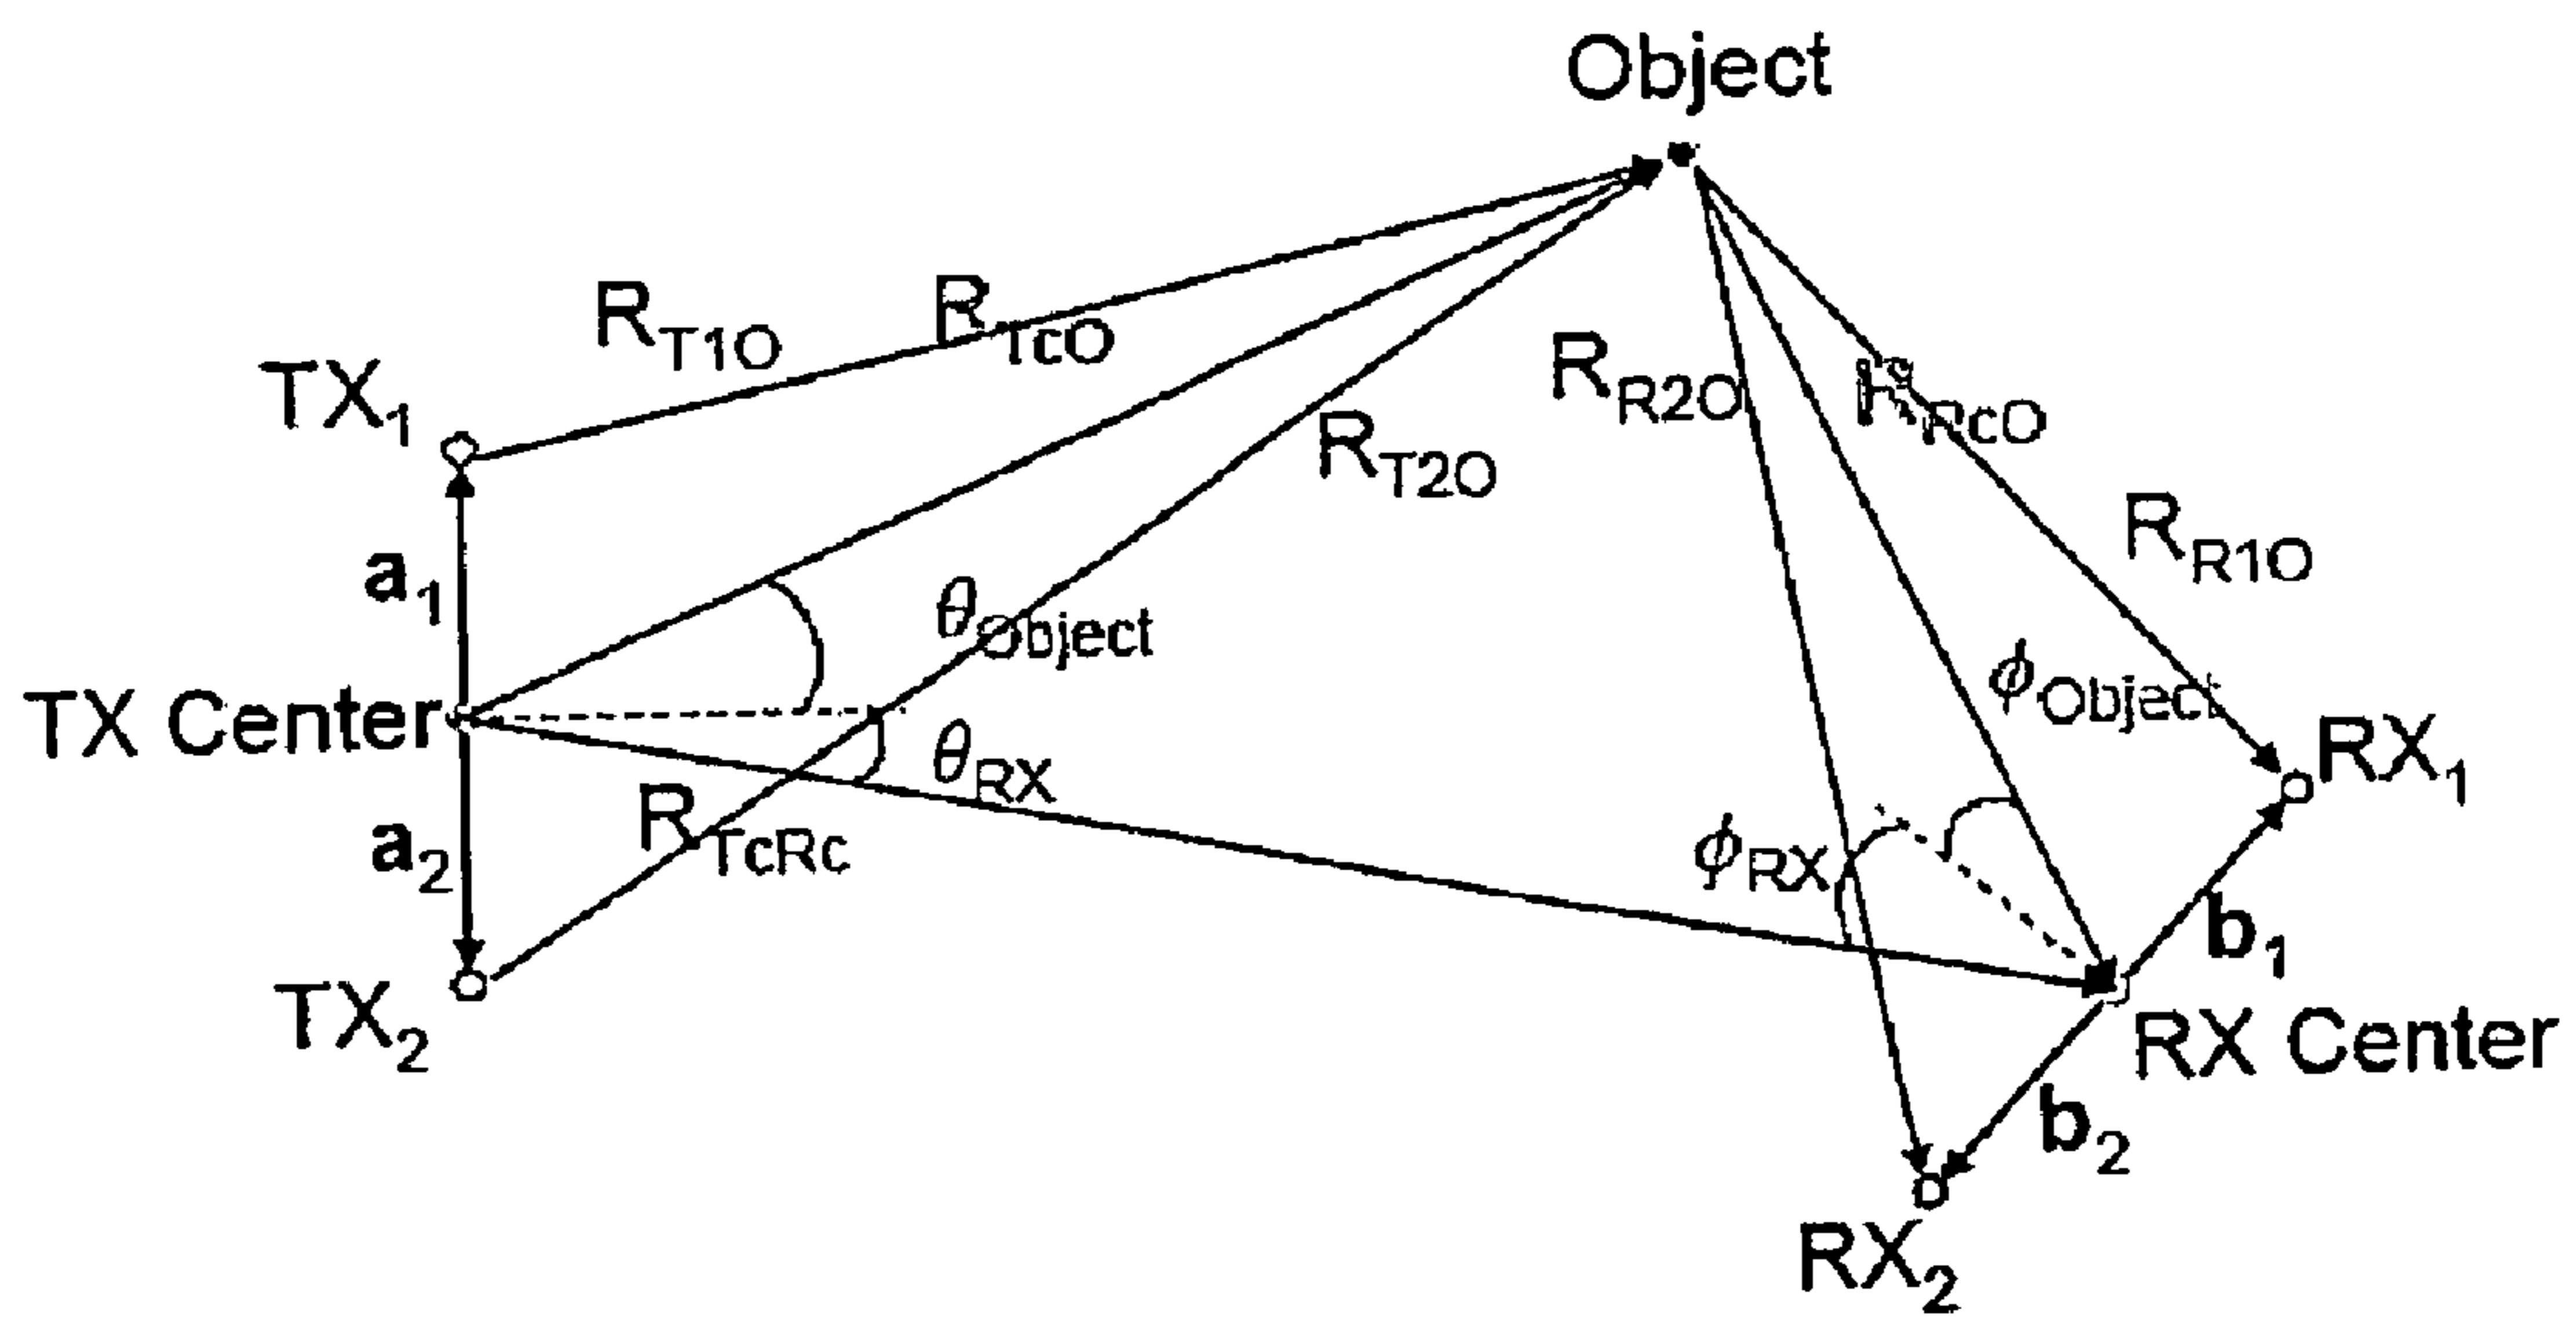 Object
R_T1O
R_TcO
TX_1
R_R2O
R_RcO
R_T2O
R_R1O
a_1
θ_Object
ϕ_Object
TX Center
θ_RX
RX_1
a_2
R_TcRc
ϕ_RX
b_1
TX_2
RX Center
b_2
RX_2